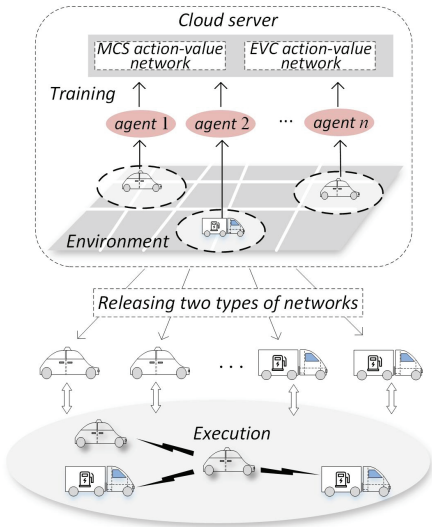 Cloud server
MCS action-value
network
EVC action-value
network
Training
agent 1
agent 2
...
agent n
Environment
Releasing two types of networks
...
Execution